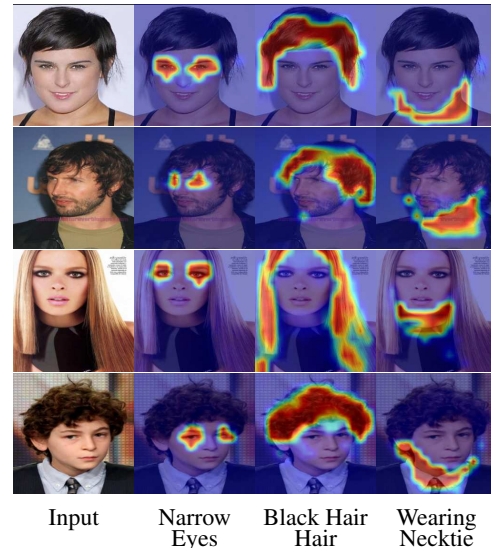 Input
Narrow
Eyes
Black Hair
Hair
Wearing
Necktie